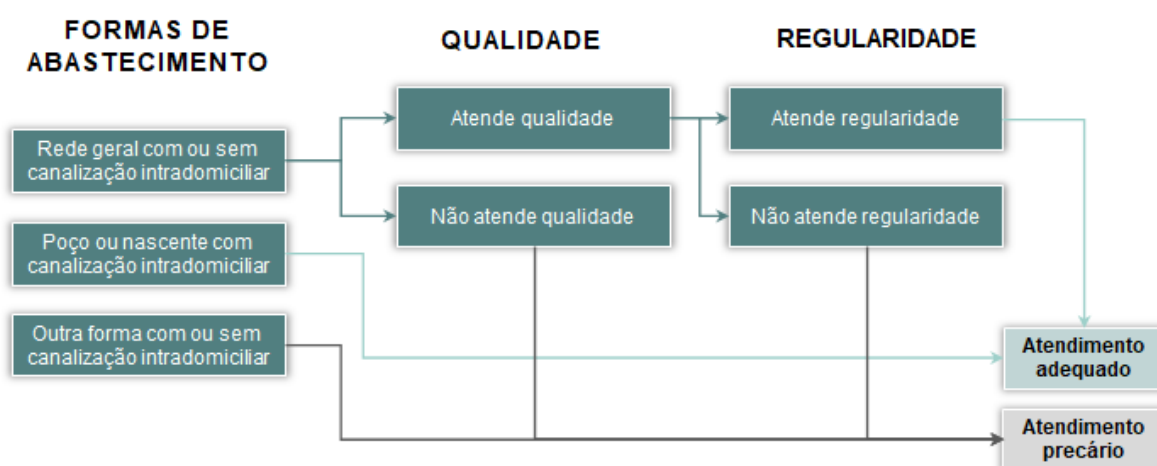 FORMAS DE
ABASTECIMENTO
QUALIDADE
REGULARIDADE
Rede geral com ou sem
canalização intradomiciliar
Atende qualidade
Atende regularidade
Não atende qualidade
Não atende regularidade
Poço ou nascente com
canalização intradomiciliar
Outra forma com ou sem
canalização intradomiciliar
Atendimento
adequado
Atendimento
precário